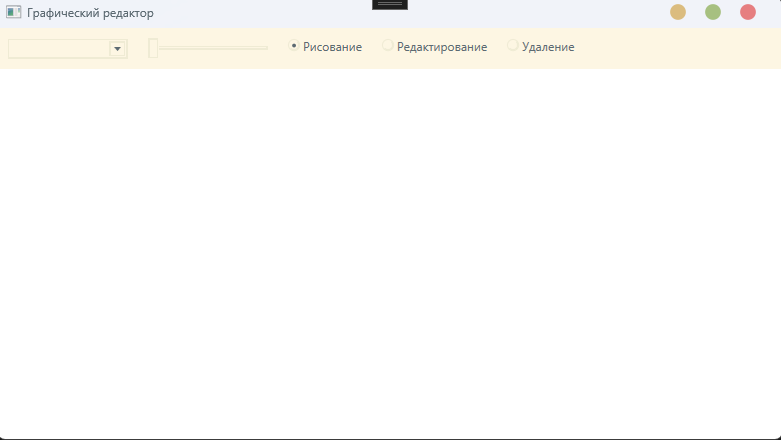 Графический редактор
Рисование Редактирование Удаление